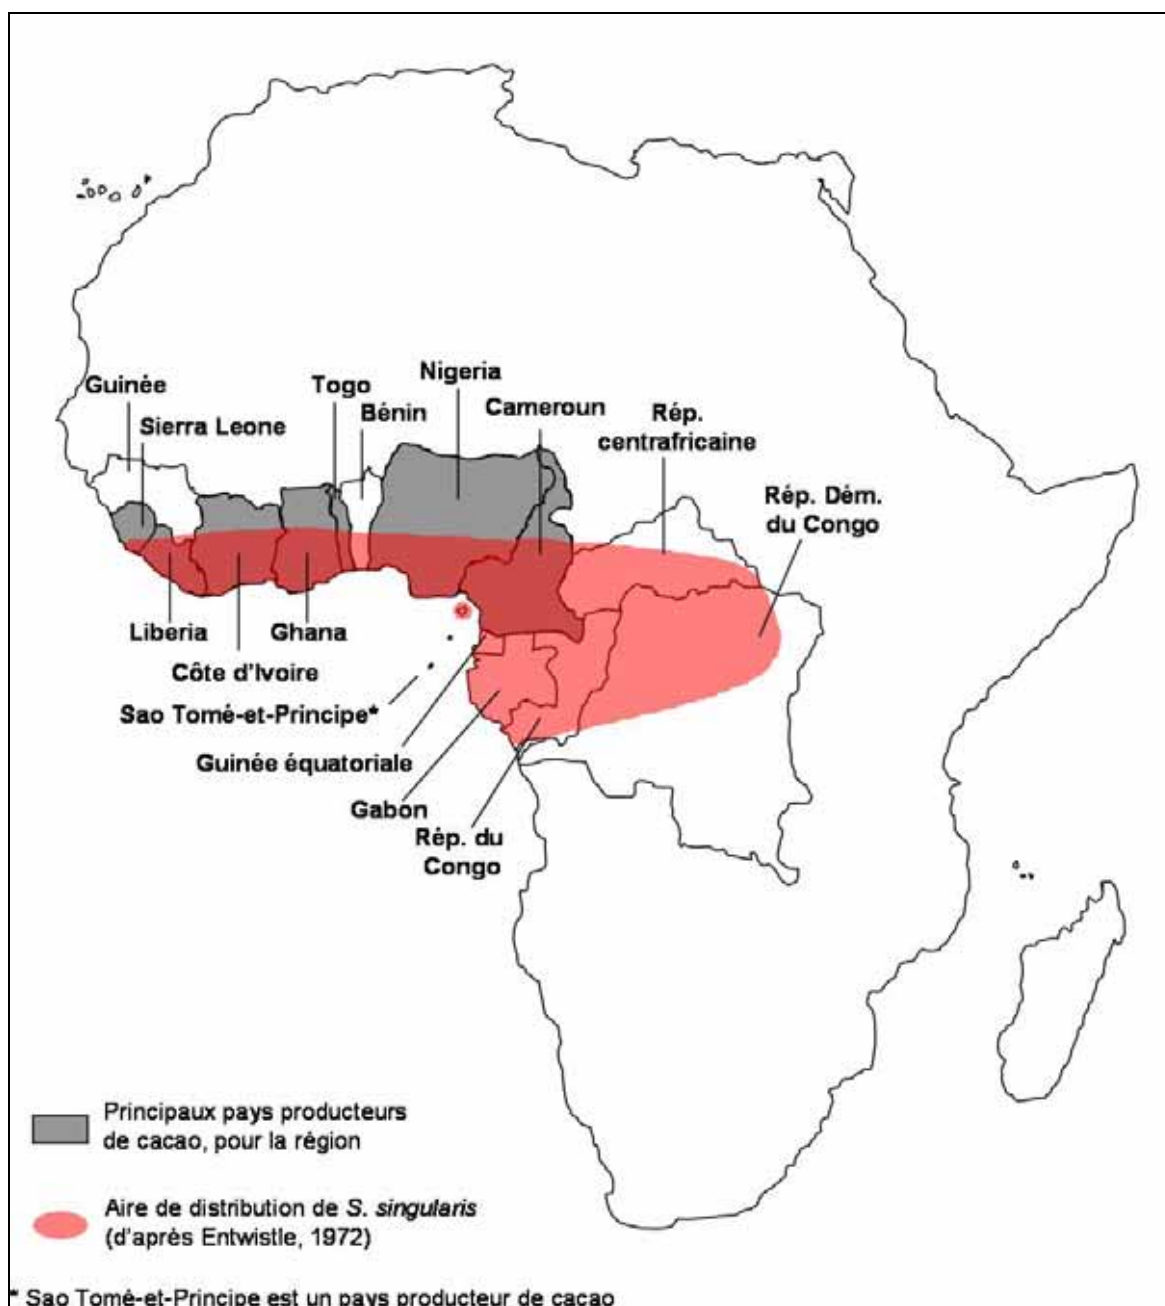 Guinée
Sierra Leone
Togo
Bénin
Nigeria
Cameroun
Rép.
centrafricaine
Rép. Dém.
du Congo
Liberia
Ghana
Côte d'Ivoire
Sao Tomé-et-Principe*
Guinée équatoriale
Gabon
Rép. du
Congo
Principaux pays producteurs
de cacao, pour la région
Aire de distribution de S. singularis
(d'après Entwistle, 1972)
* Sao Tomé-et-Principe est un pays producteur de cacao